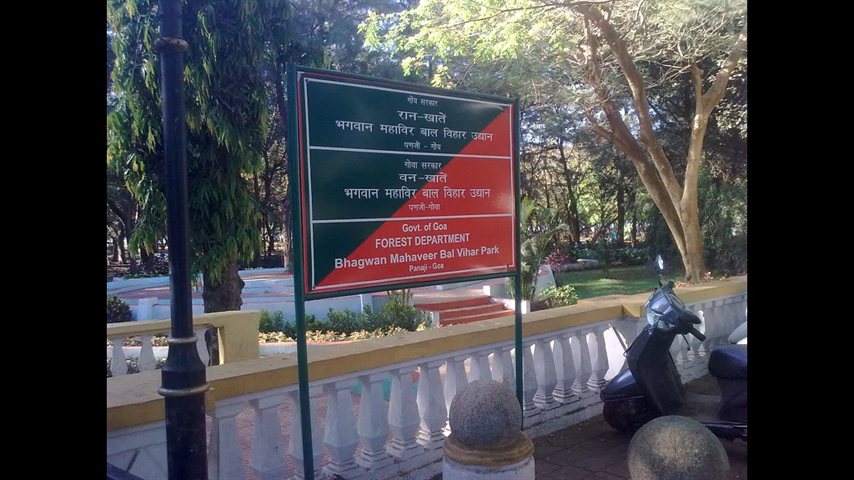 गोंय सरकार
रान-खातें
भगवान महाविर बाल विहार उद्यान
पणजी - गोंय
गोवा सरकार
वन-खातें
भगवान महाविर बाल विहार उद्यान
पणजी-गोवा
Govt. of Goa
FOREST DEPARTMENT
Bhagwan Mahaveer Bal Vihar Park
Panaji - Goa